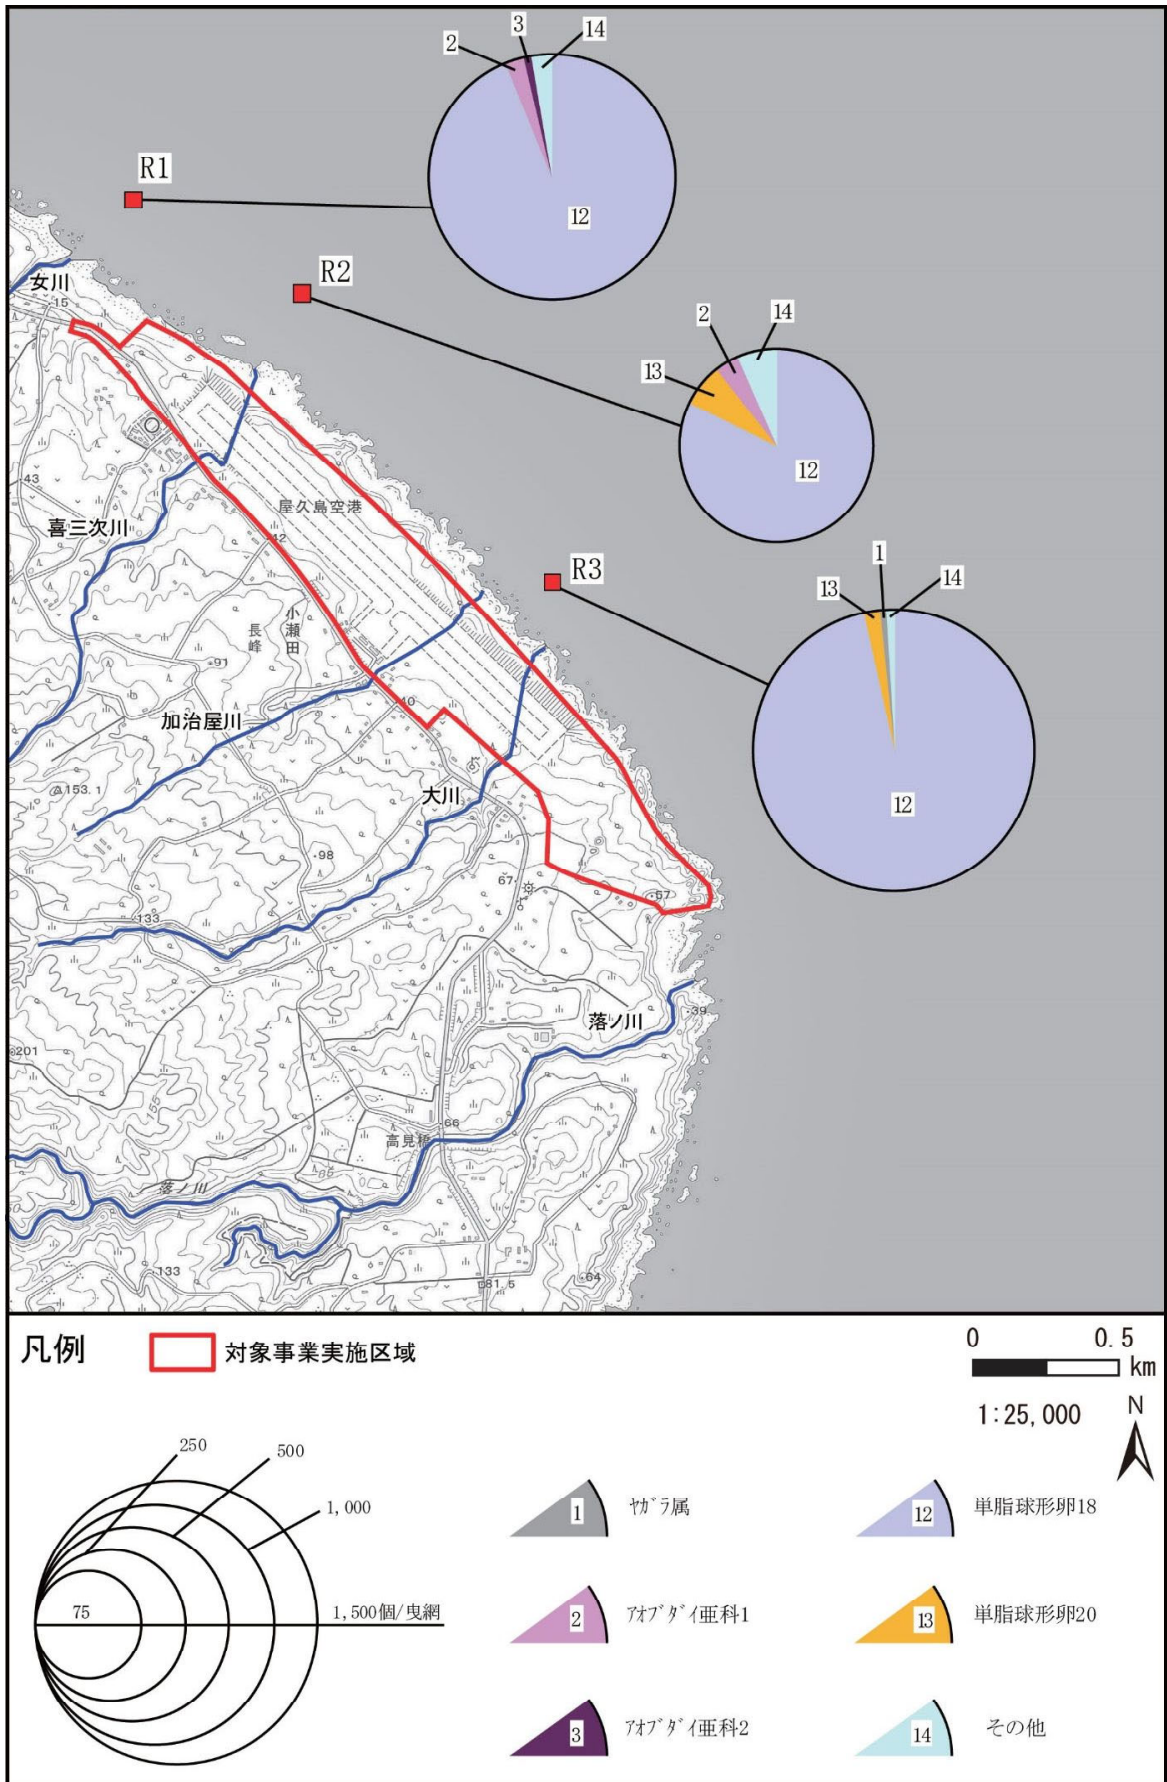 3
14
2
R1
12
女川
15
R2
2
14
13
12
43
屋久島空港
喜三次川
42
R3
1
13
14
小瀬田
長峰
91
加治屋川
40
12
153.1
大川
98
67
57
133
落ノ川
39
201
155
66
高見橋
85
落ノ川
133
81.5
64
凡例
対象事業実施区域
0 0.5
km
1:25,000
N
250
500
1,000
75
1,500個/曳網
1 ﾔｶﾞﾗ属
12 単脂球形卵18
2 ｱｵﾌﾞﾀﾞｲ亜科1
13 単脂球形卵20
3 ｱｵﾌﾞﾀﾞｲ亜科2
14 その他